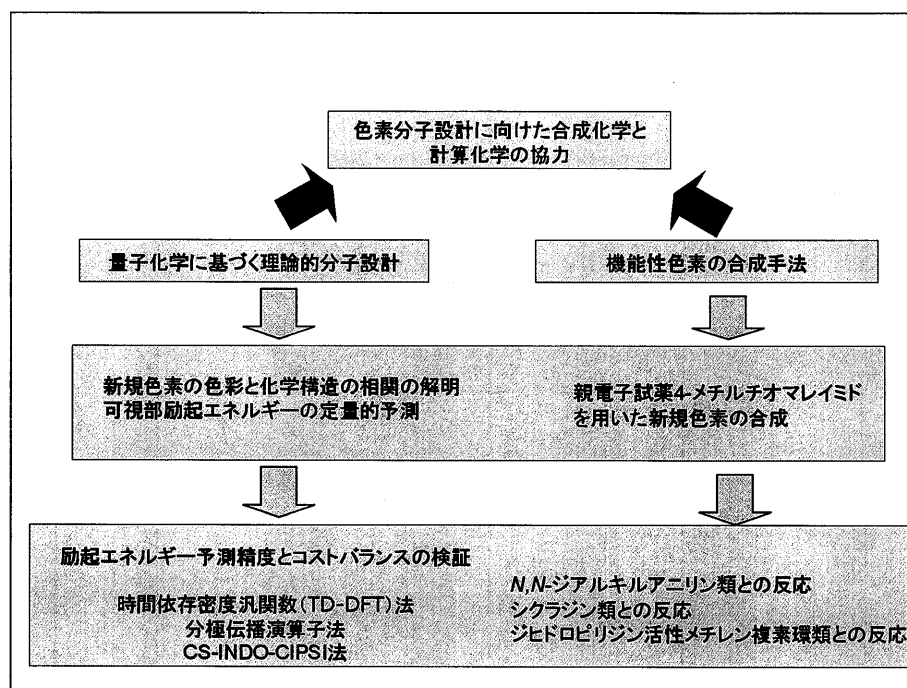 色素分子設計に向けた合成化学と
計算化学の協力
量子化学に基づく理論的分子設計
機能性色素の合成手法
新規色素の色彩と化学構造の相関の解明
可視部励起エネルギーの定量的予測
親電子試薬4-メチルチオマレイミド
を用いた新規色素の合成
励起エネルギー予測精度とコストバランスの検証
時間依存密度汎関数(TD-DFT)法
分極伝播演算子法
CS-INDO-CIPSI法
N,N-ジアルキルアニリン類との反応
シクラジン類との反応
ジヒドロピリジン活性メチレン複素環類との反応